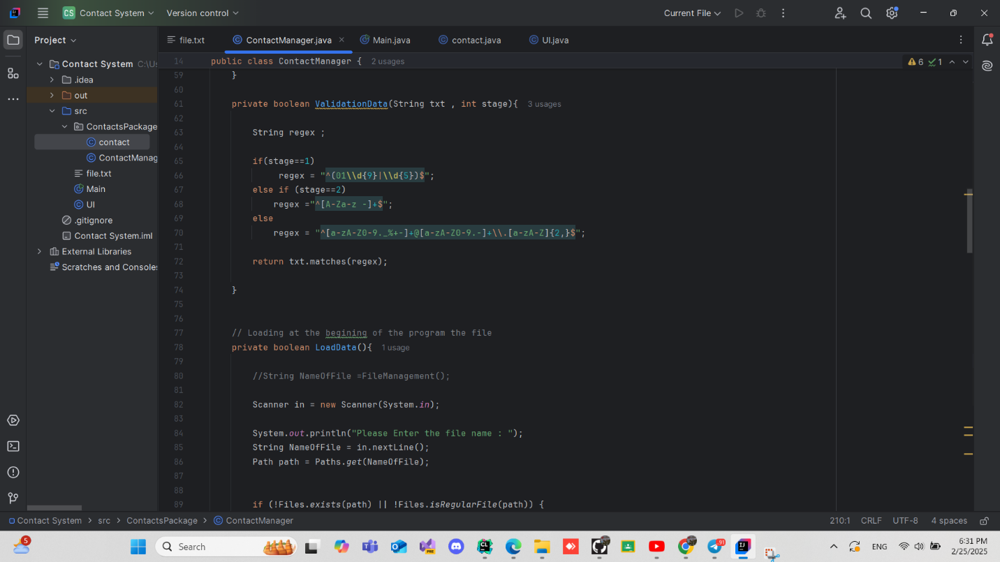 CS Contact System Version control Current File
Project
file.txt ContactManager.java Main.java contact.java UI.java
Contact System C:\Us
.idea
out
src
ContactsPackage
contact
ContactManag
file.txt
Main
UI
.gitignore
Contact System.iml
External Libraries
Scratches and Consoles
14 public class ContactManager { 2 usages
6 1
59 }
60
61 private boolean ValidationData(String txt , int stage){ 3 usages
62
63 String regex ;
64
65 if(stage==1)
66 regex = "^(01\\d{9}|\\d{5})$";
67 else if (stage==2)
68 regex ="^[A-Za-z -]+$";
69 else
70 regex = "^[a-zA-Z0-9._%+-]+@[a-zA-Z0-9.-]+\\.[a-zA-Z]{2,}$";
71
72 return txt.matches(regex);
73
74 }
75
76
77 // Loading at the begining of the program the file
78 private boolean LoadData(){ 1 usage
79
80 //String NameOfFile =FileManagement();
81
82 Scanner in = new Scanner(System.in);
83
84 System.out.println("Please Enter the file name : ");
85 String NameOfFile = in.nextLine();
86 Path path = Paths.get(NameOfFile);
87
88
89 if (!Files.exists(path) || !Files.isRegularFile(path)) {
Contact System > src > ContactsPackage > ContactManager 210:1 CRLF UTF-8 4 spaces
5 Search PRE CL 91 ENG 6:31 PM
2/25/2025